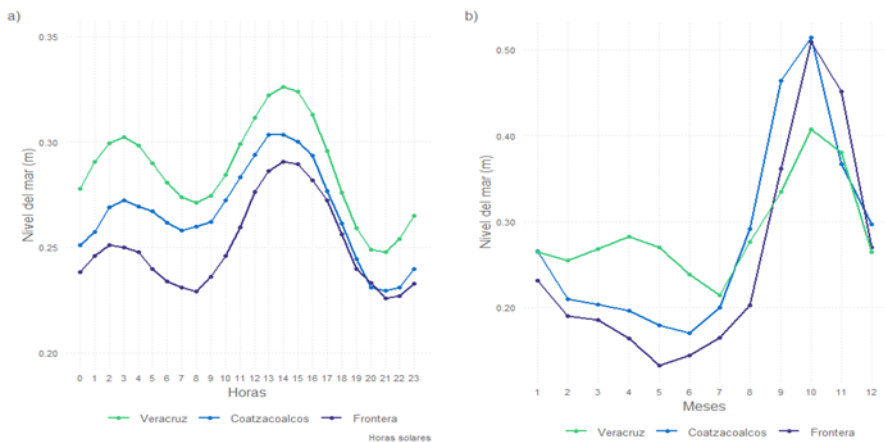 a)
0.35
0.30
0.25
0.20
Nivel del mar (m)
0 1 2 3 4 5 6 7 8 9 10 11 12 13 14 15 16 17 18 19 20 21 22 23
Horas
Veracruz Coatzacoalcos Frontera
Horas solares
b)
0.50
0.40
0.30
0.20
Nivel del mar (m)
1 2 3 4 5 6 7 8 9 10 11 12
Meses
Veracruz Coatzacoalcos Frontera